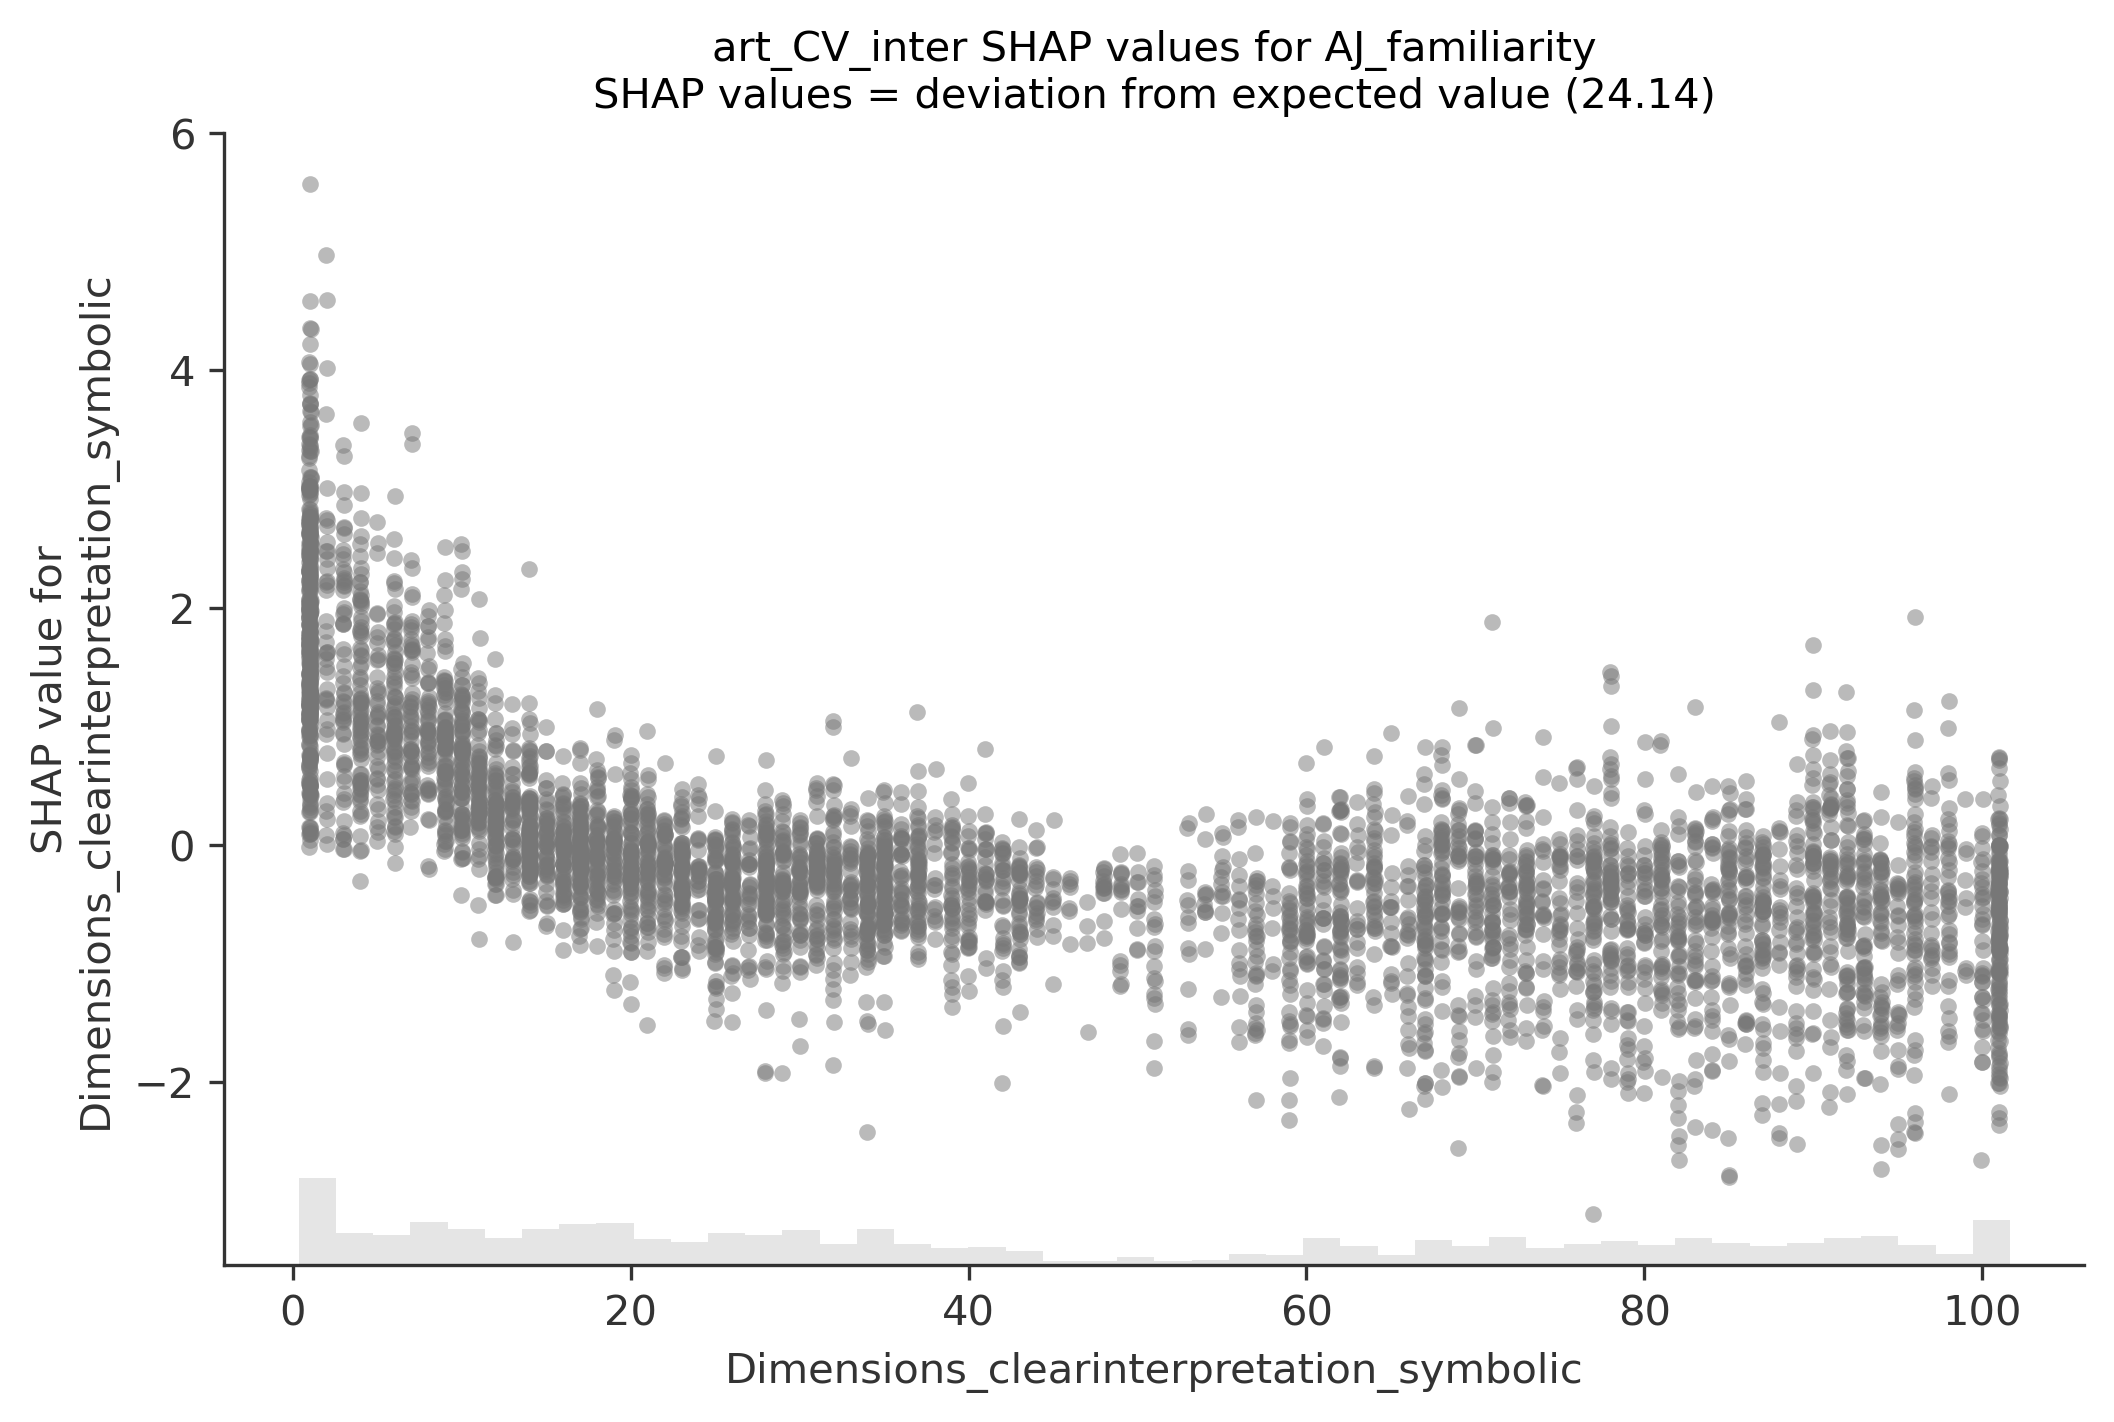 art_CV_inter SHAP values for AJ_familiarity
SHAP values = deviation from expected value (24.14)
SHAP value for
Dimensions_clearinterpretation_symbolic
6
4
2
0
−2
0 20 40 60 80 100
Dimensions_clearinterpretation_symbolic